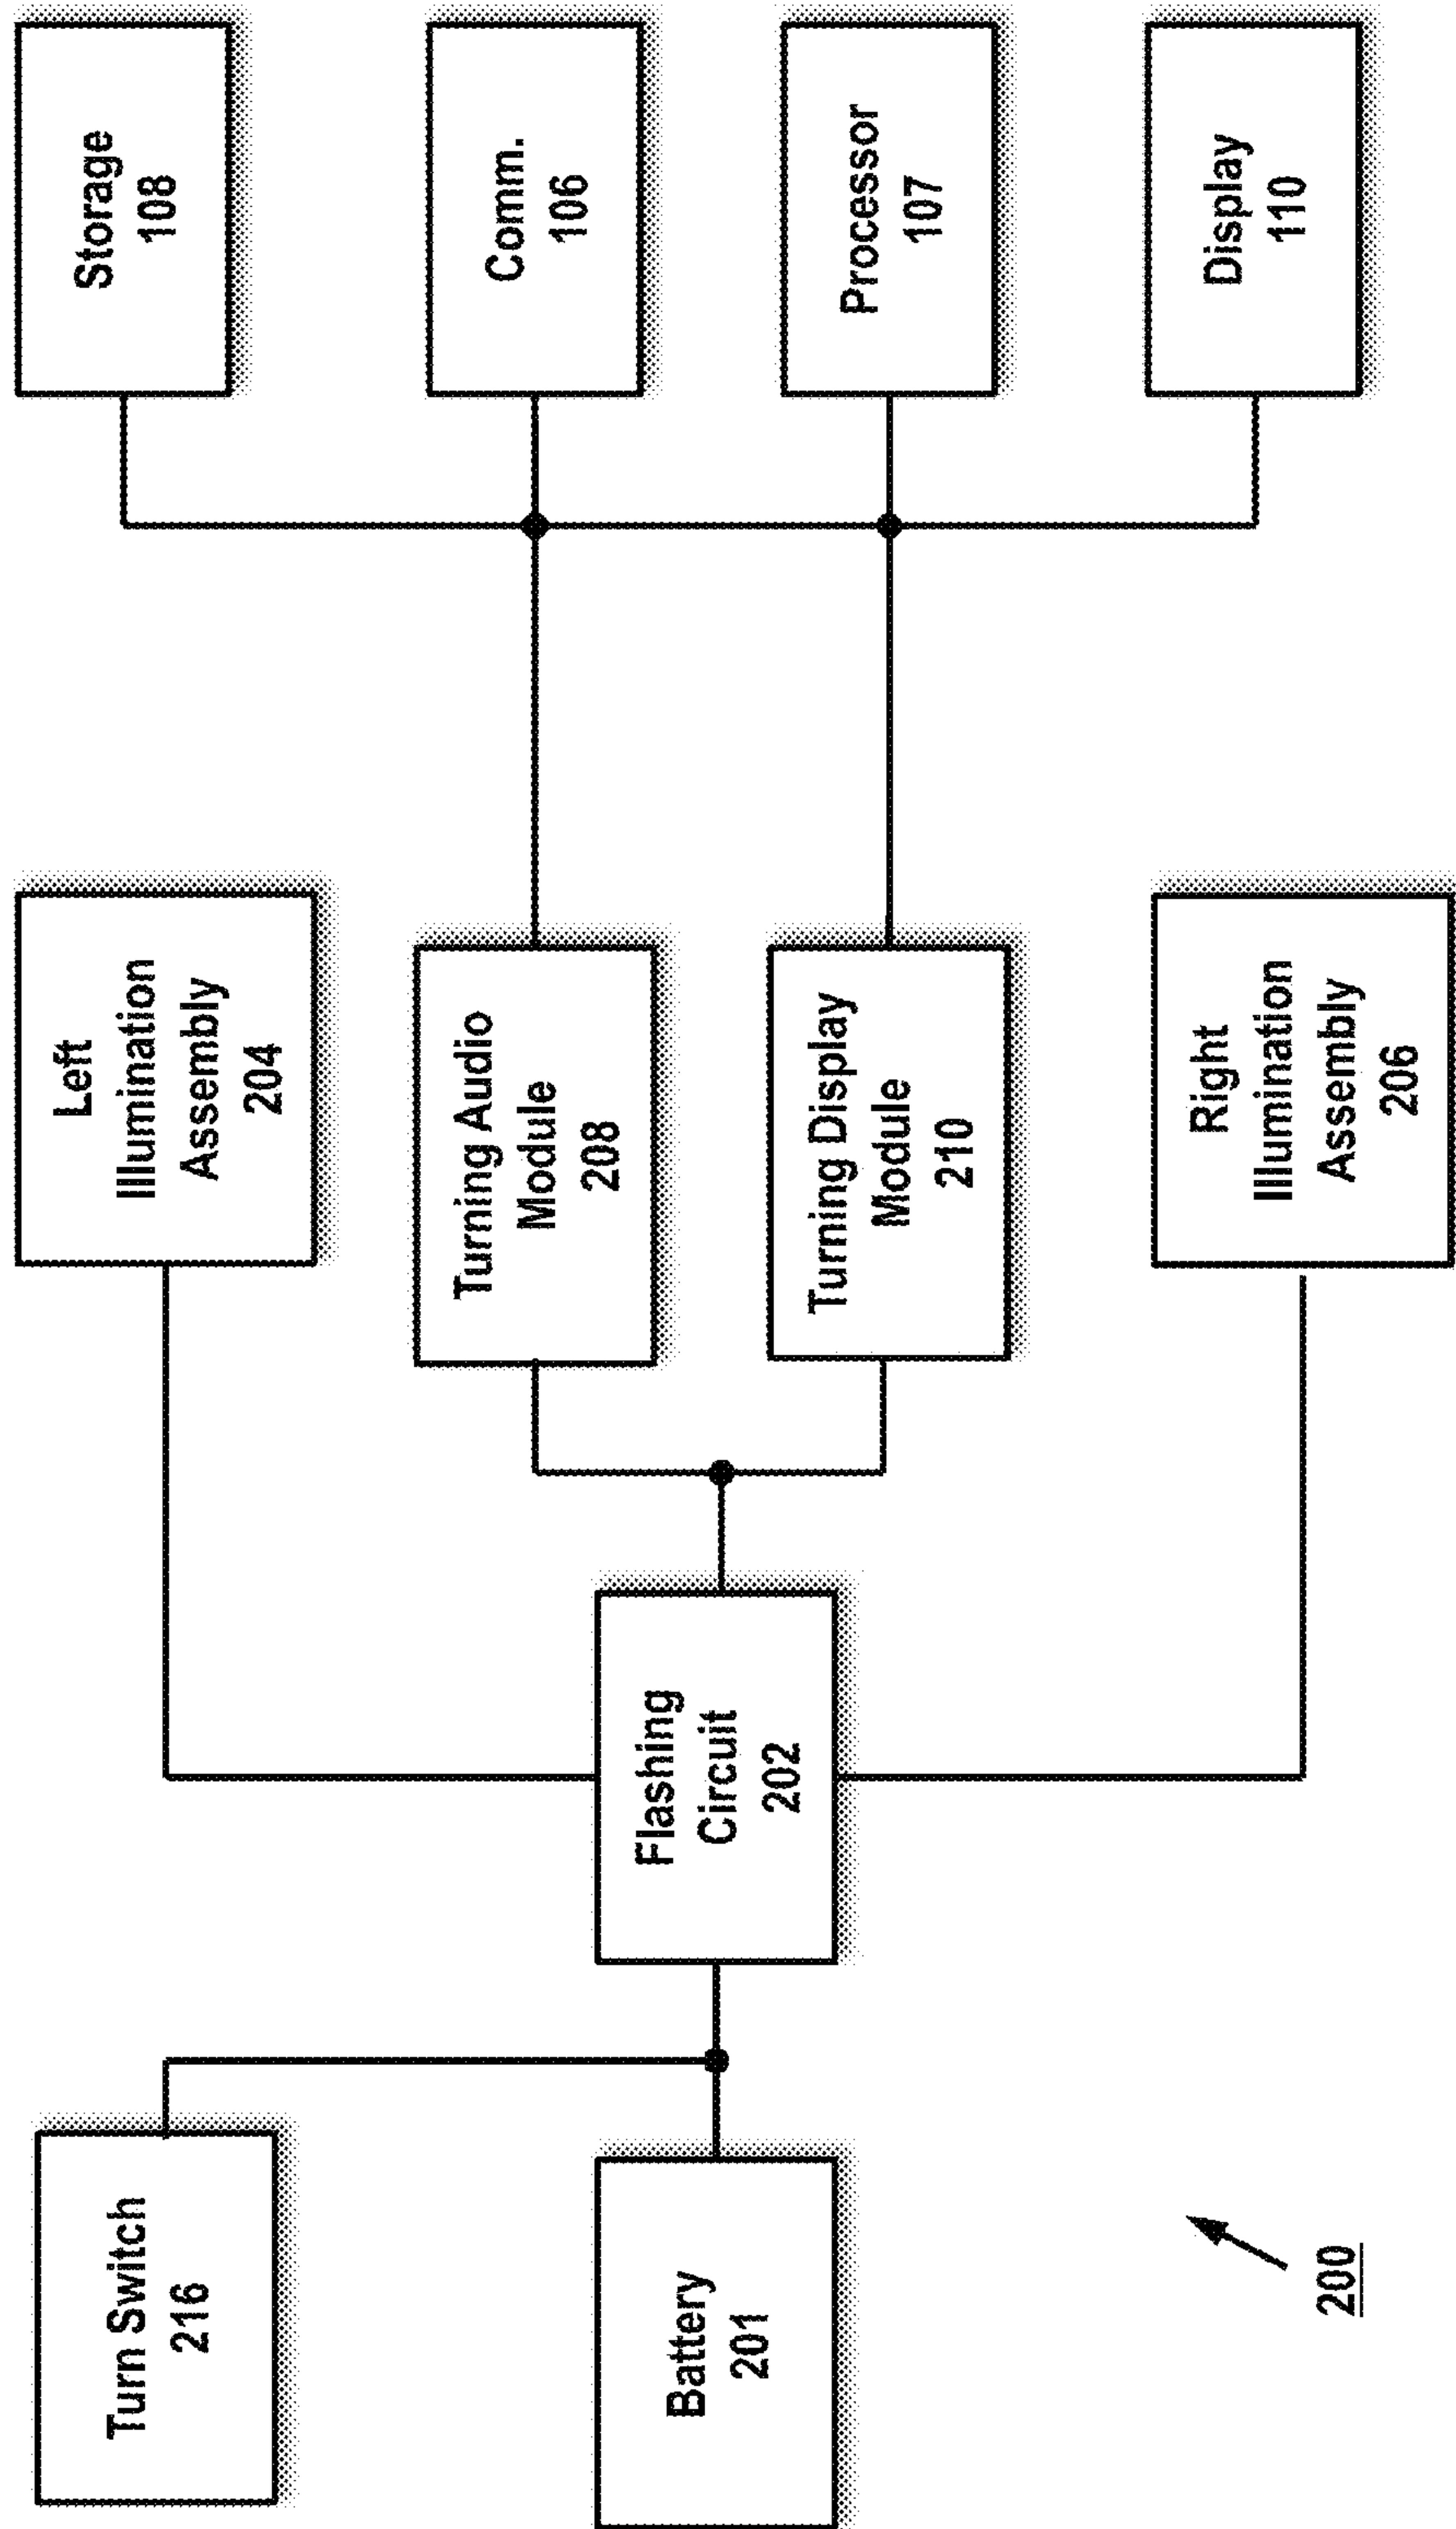 Turn Switch
216
Battery
201
Flashing
Circuit
202
Left
Illumination
Assembly
204
Turning Audio
Module
208
Turning Display
Module
210
Right
Illumination
Assembly
206
Storage
108
Comm.
106
Processor
107
Display
110
200